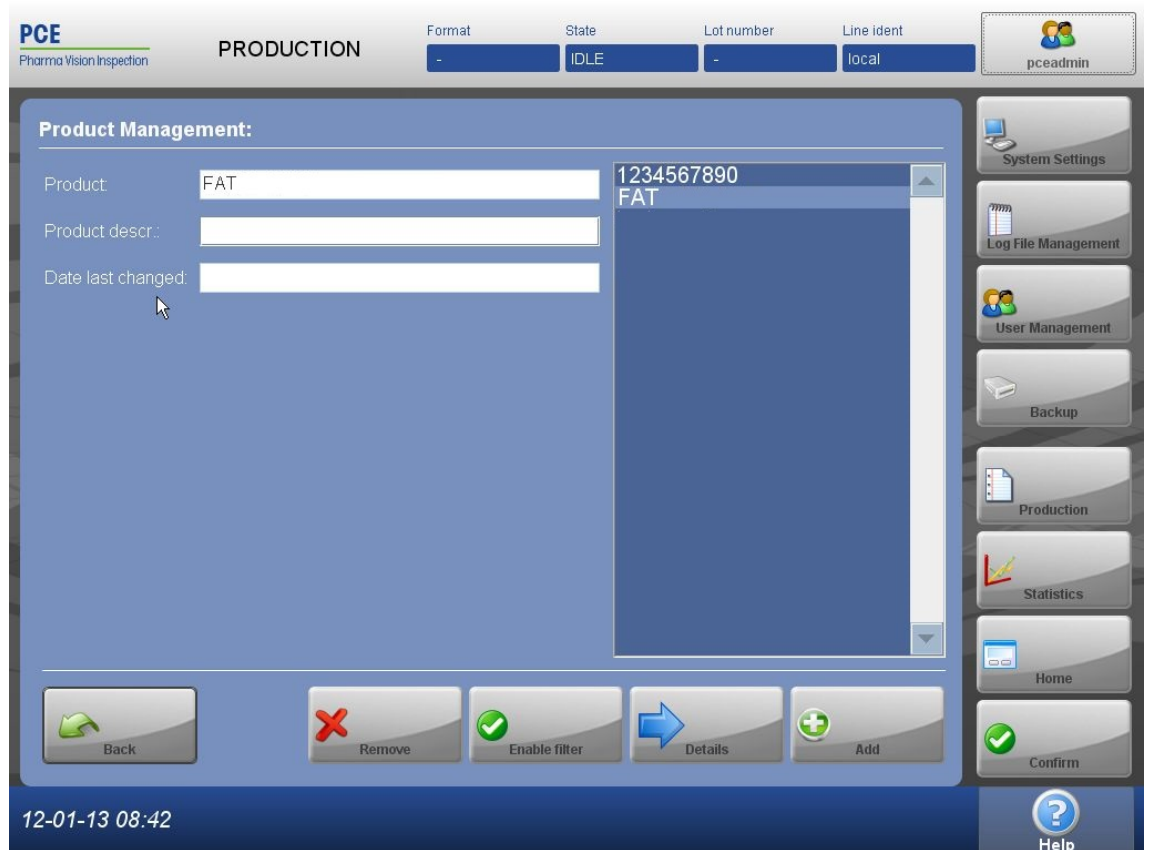 PCE
Pharma Vision Inspection
PRODUCTION
Format
-
State
IDLE
Lot number
-
Line ident
local
pceadmin
Product Management:
Product:
FAT
Product descr.:
Date last changed:
1234567890
FAT
System Settings
Log File Management
User Management
Backup
Production
Statistics
Home
Confirm
Back
Remove
Enable filter
Details
Add
12-01-13 08:42
?
Help